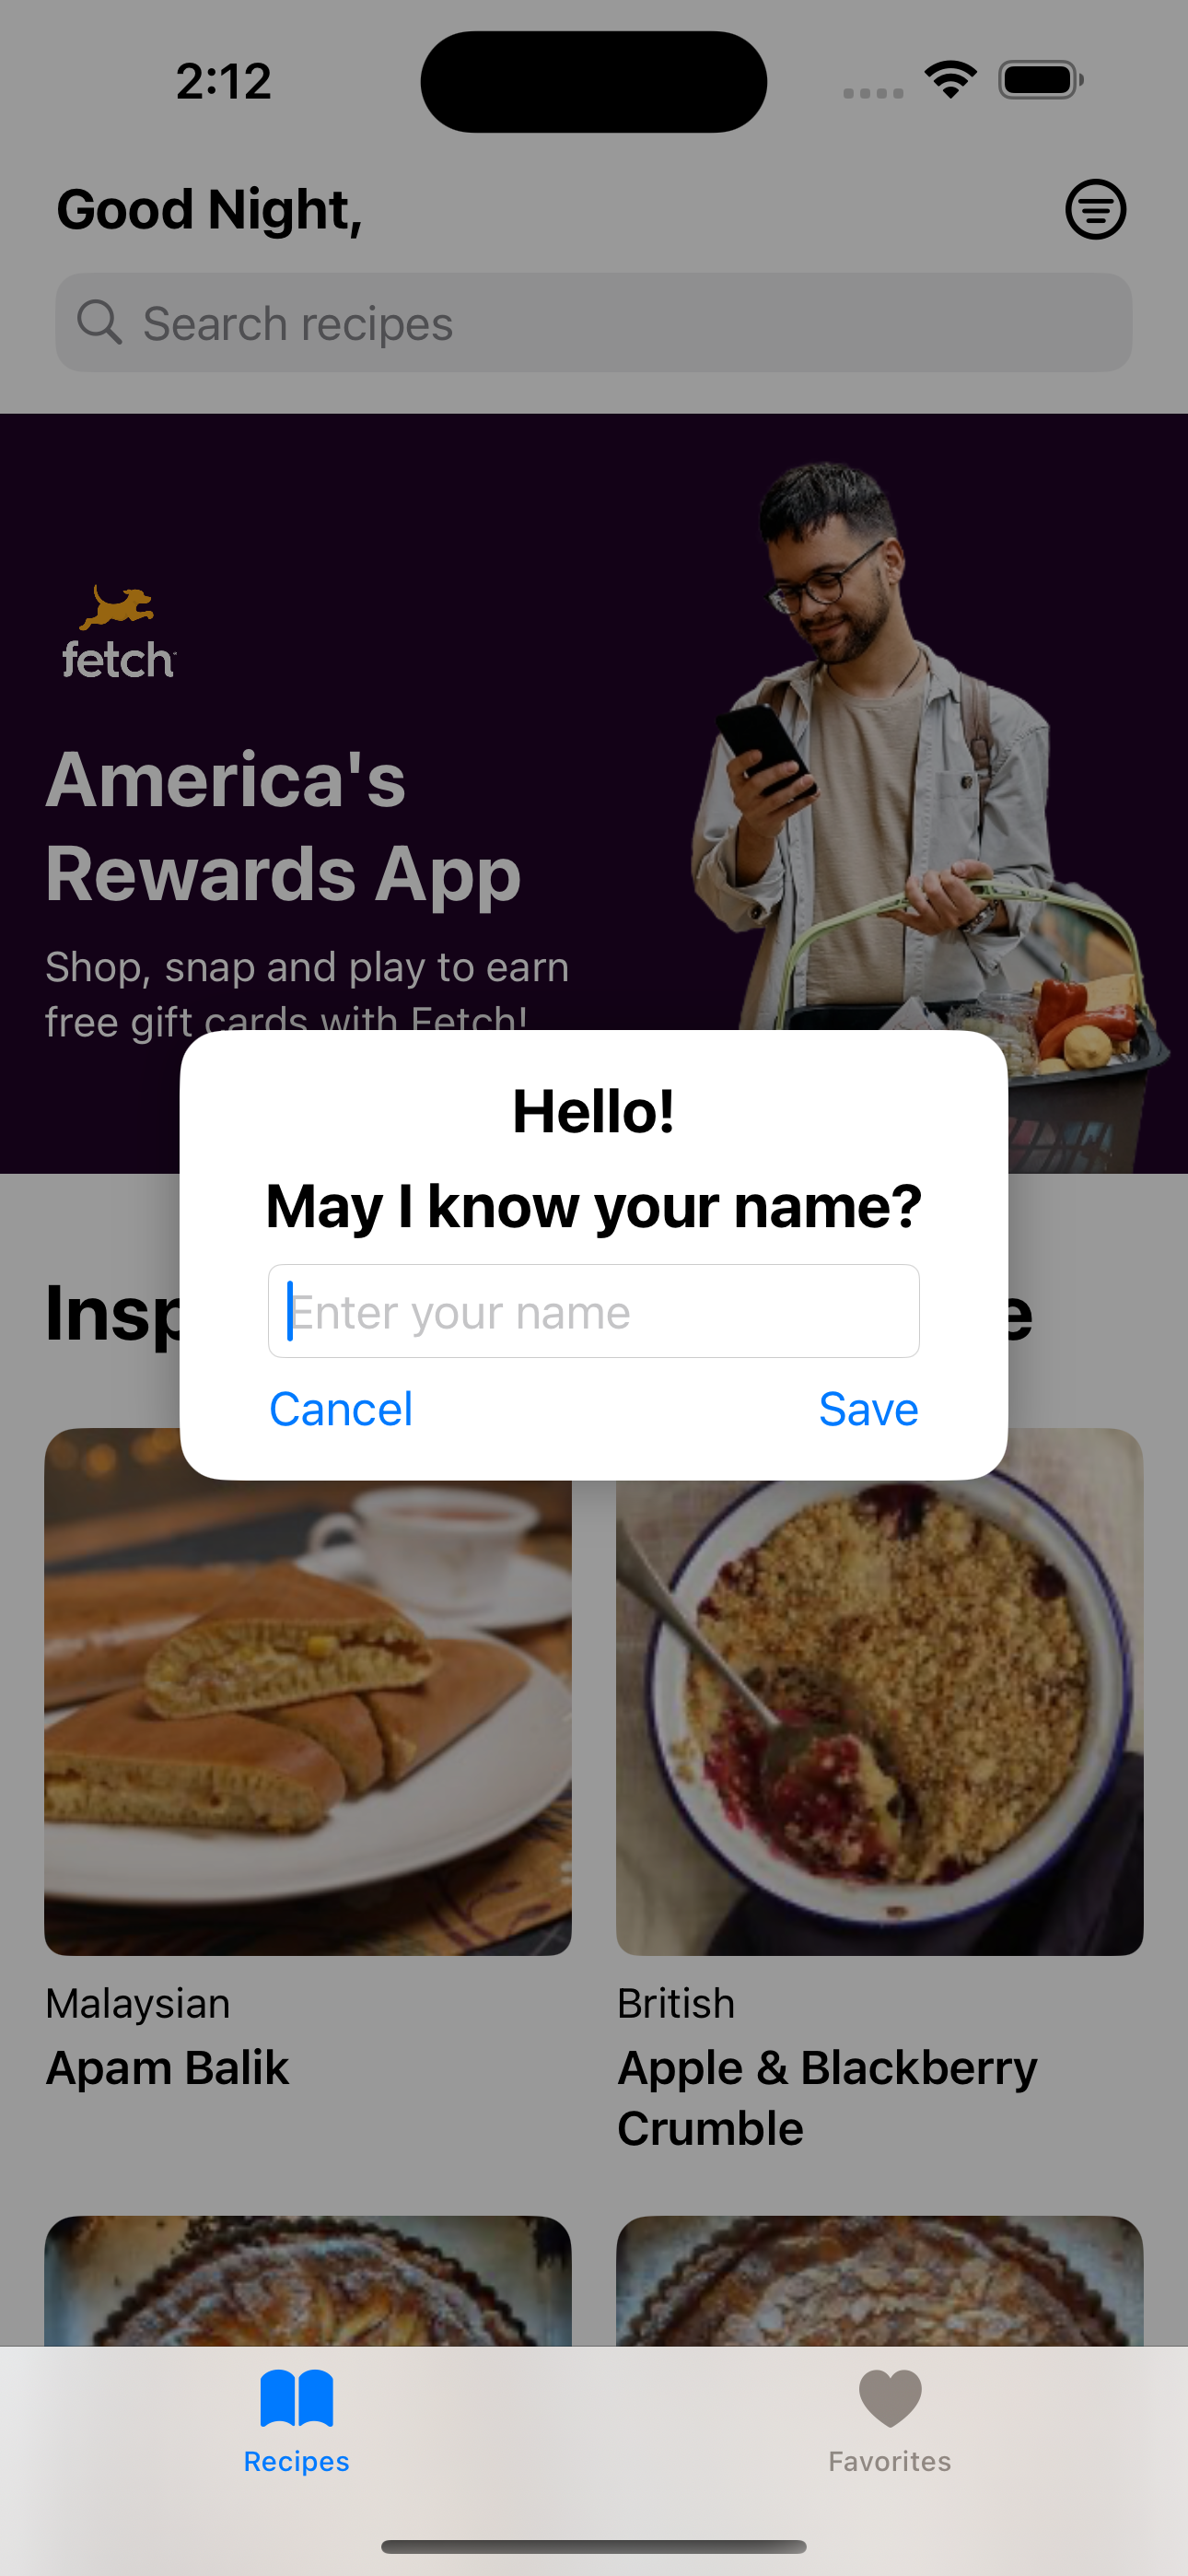 2:12
Good Night,
Search recipes
fetch
America's
Rewards App
Shop, snap and play to earn
free gift cards with Fetch!
Hello!
May I know your name?
Enter your name
Cancel
Save
Malaysian
Apam Balik
British
Apple & Blackberry
Crumble
Recipes
Favorites